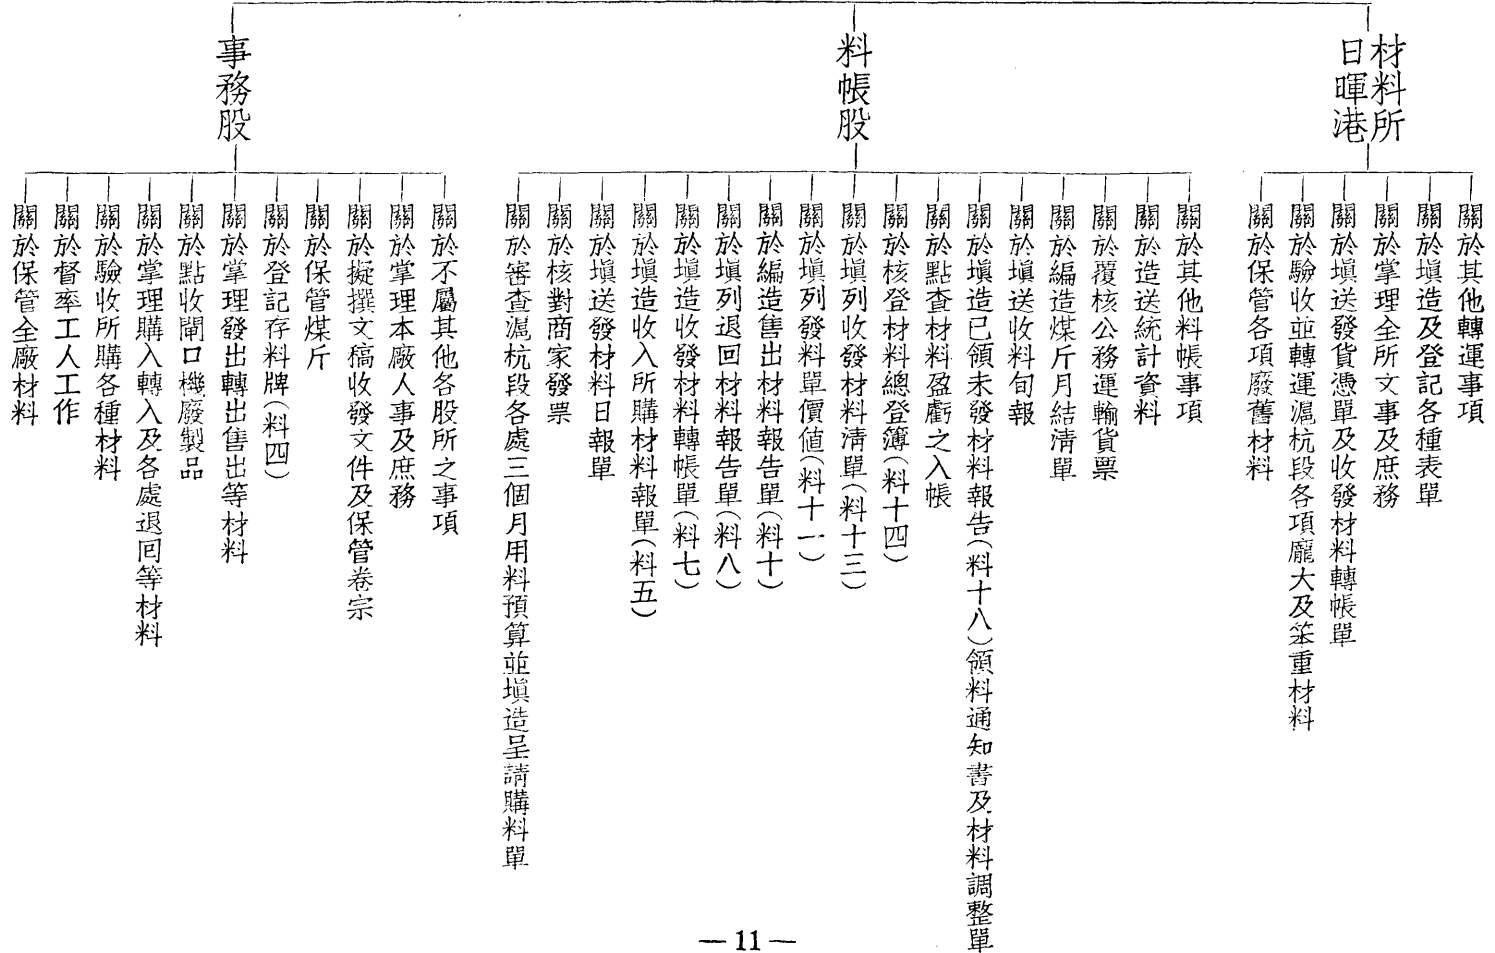 事務股
關於保管全廠材料
關於督率工人工作
關於驗收所購各種材料
關於掌理購入轉入及各處退回等材料
關於點收閘口機廠製品
關於掌理發出轉出售出等材料
關於登記存料牌(料四)
關於保管煤斤
關於擬撰文稿收發文件及保管卷宗
關於掌理本廠人事及庶務
關於不屬其他各股所之事項
料帳股
關於審查滬杭段各處三個月用料預算並塡造呈請購料單
關於核對商家發票
關於塡送發材料日報單
關於塡造收入所購材料報單(料五)
關於塡造收發材料轉帳單(料七)
關於塡列退回材料報告單(料八)
關於編造售出材料報告單(料十)
關於塡列發料單價値(料十一)
關於塡列收發材料淸單(料十三)
關於核登材料總登簿(料十四)
關於點查材料盈虧之入帳
關於塡造已領未發材料報告(料十八)領料通知書及材料調整單
關於塡送收料旬報
關於編造煤斤月結淸單
關於覆核公務運輸貨票
關於造送統計資料
關於其他料帳事項
日暉港
材料所
關於保管各項廢舊材料
關於驗收並轉運滬杭段各項龐大及笨重材料
關於塡送發貨憑單及收發材料轉帳單
關於掌理全所文事及庶務
關於塡造及登記各種表單
關於其他轉運事項
— 11 —